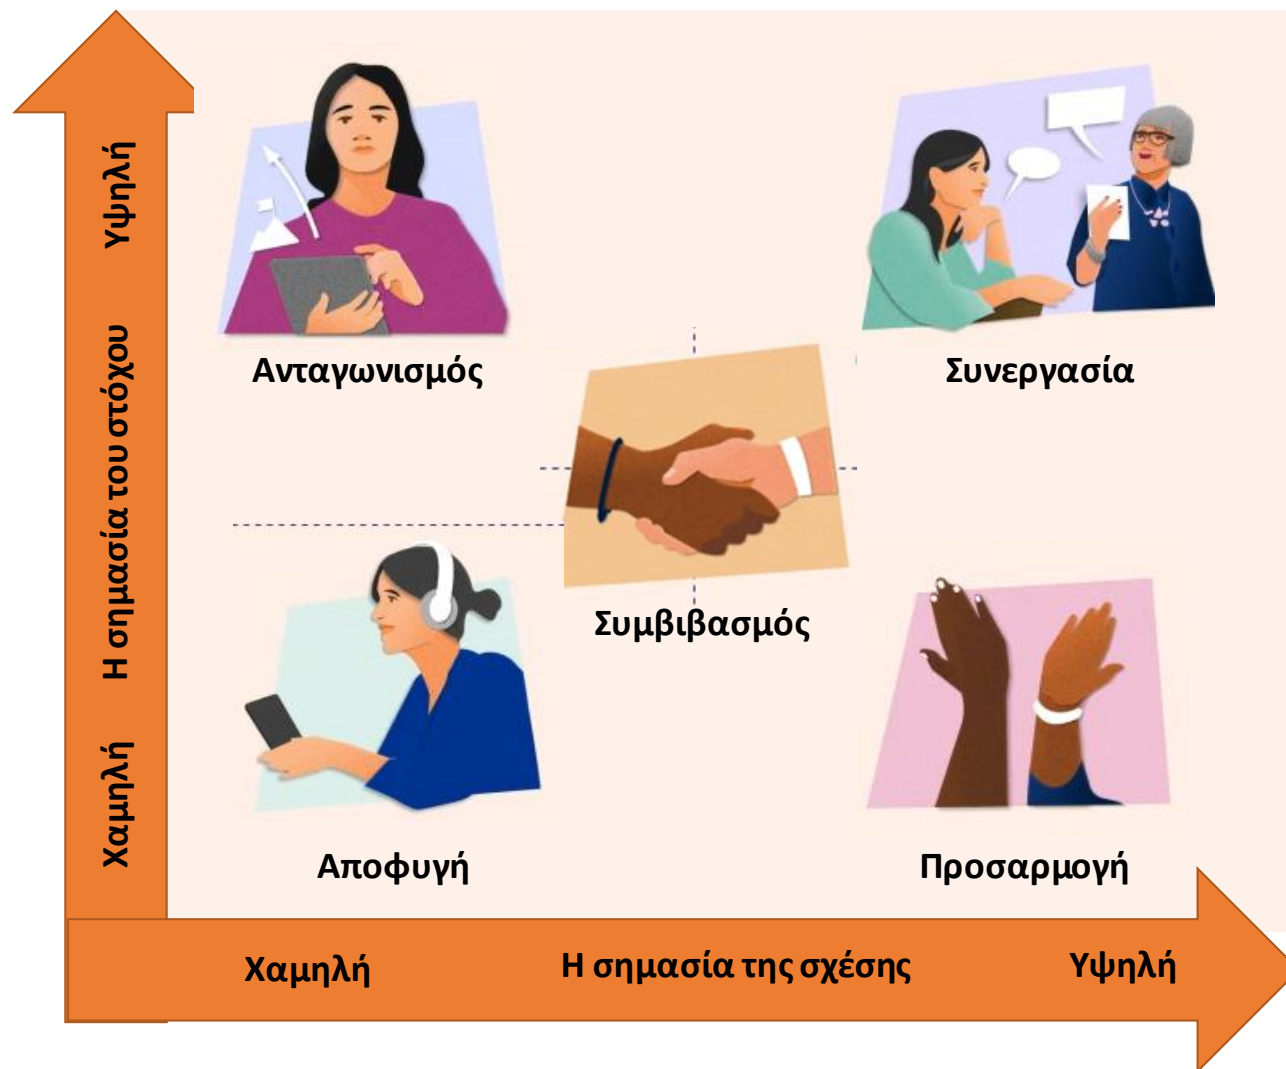 Υψηλή
Η σημασία του στόχου
Χαμηλή
Ανταγωνισμός
Συνεργασία
Συμβιβασμός
Αποφυγή
Προσαρμογή
Χαμηλή
Η σημασία της σχέσης
Υψηλή